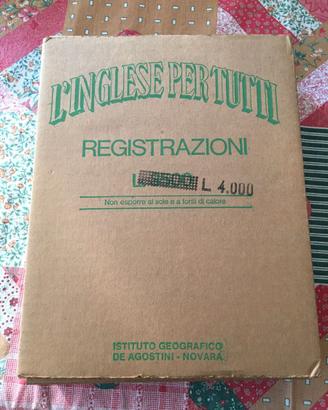 L'INGLESE PER TUTTI
REGISTRAZIONI
L. 4.000
Non esporre al sole e a fonti di calore
ISTITUTO GEOGRAFICO
DE AGOSTINI - NOVARA